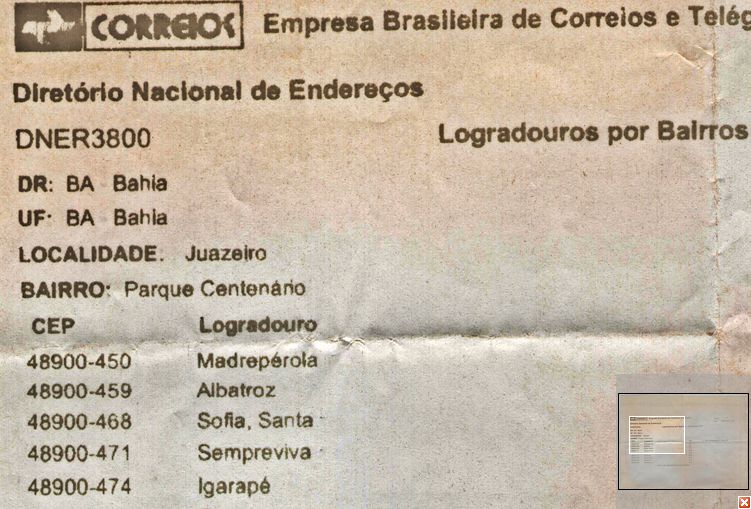 CORREIOS Empresa Brasileira de Correios e Telég
Diretório Nacional de Endereços
DNER3800 Logradouros por Bairros
DR: BA Bahia
UF: BA Bahia
LOCALIDADE: Juazeiro
BAIRRO: Parque Centenário
CEP Logradouro
48900-450 Madrepérola
48900-459 Albatroz
48900-468 Sofia, Santa
48900-471 Sempreviva
48900-474 Igarapé